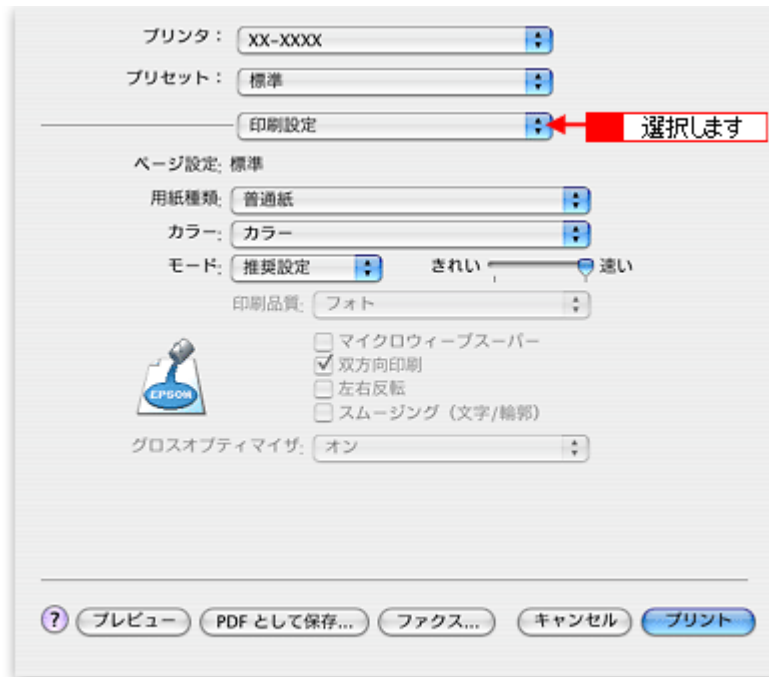 プリンタ： XX-XXXX
プリセット： 標準
印刷設定 選択します
ページ設定: 標準
用紙種類: 普通紙
カラー: カラー
モード: 推奨設定 きれい 速い
印刷品質: フォト
マイクロウィーブスーパー
双方向印刷
EPSON 左右反転
スムージング（文字/輪郭）
グロスオプティマイザ: オン
? プレビュー PDF として保存... ファクス... キャンセル プリント